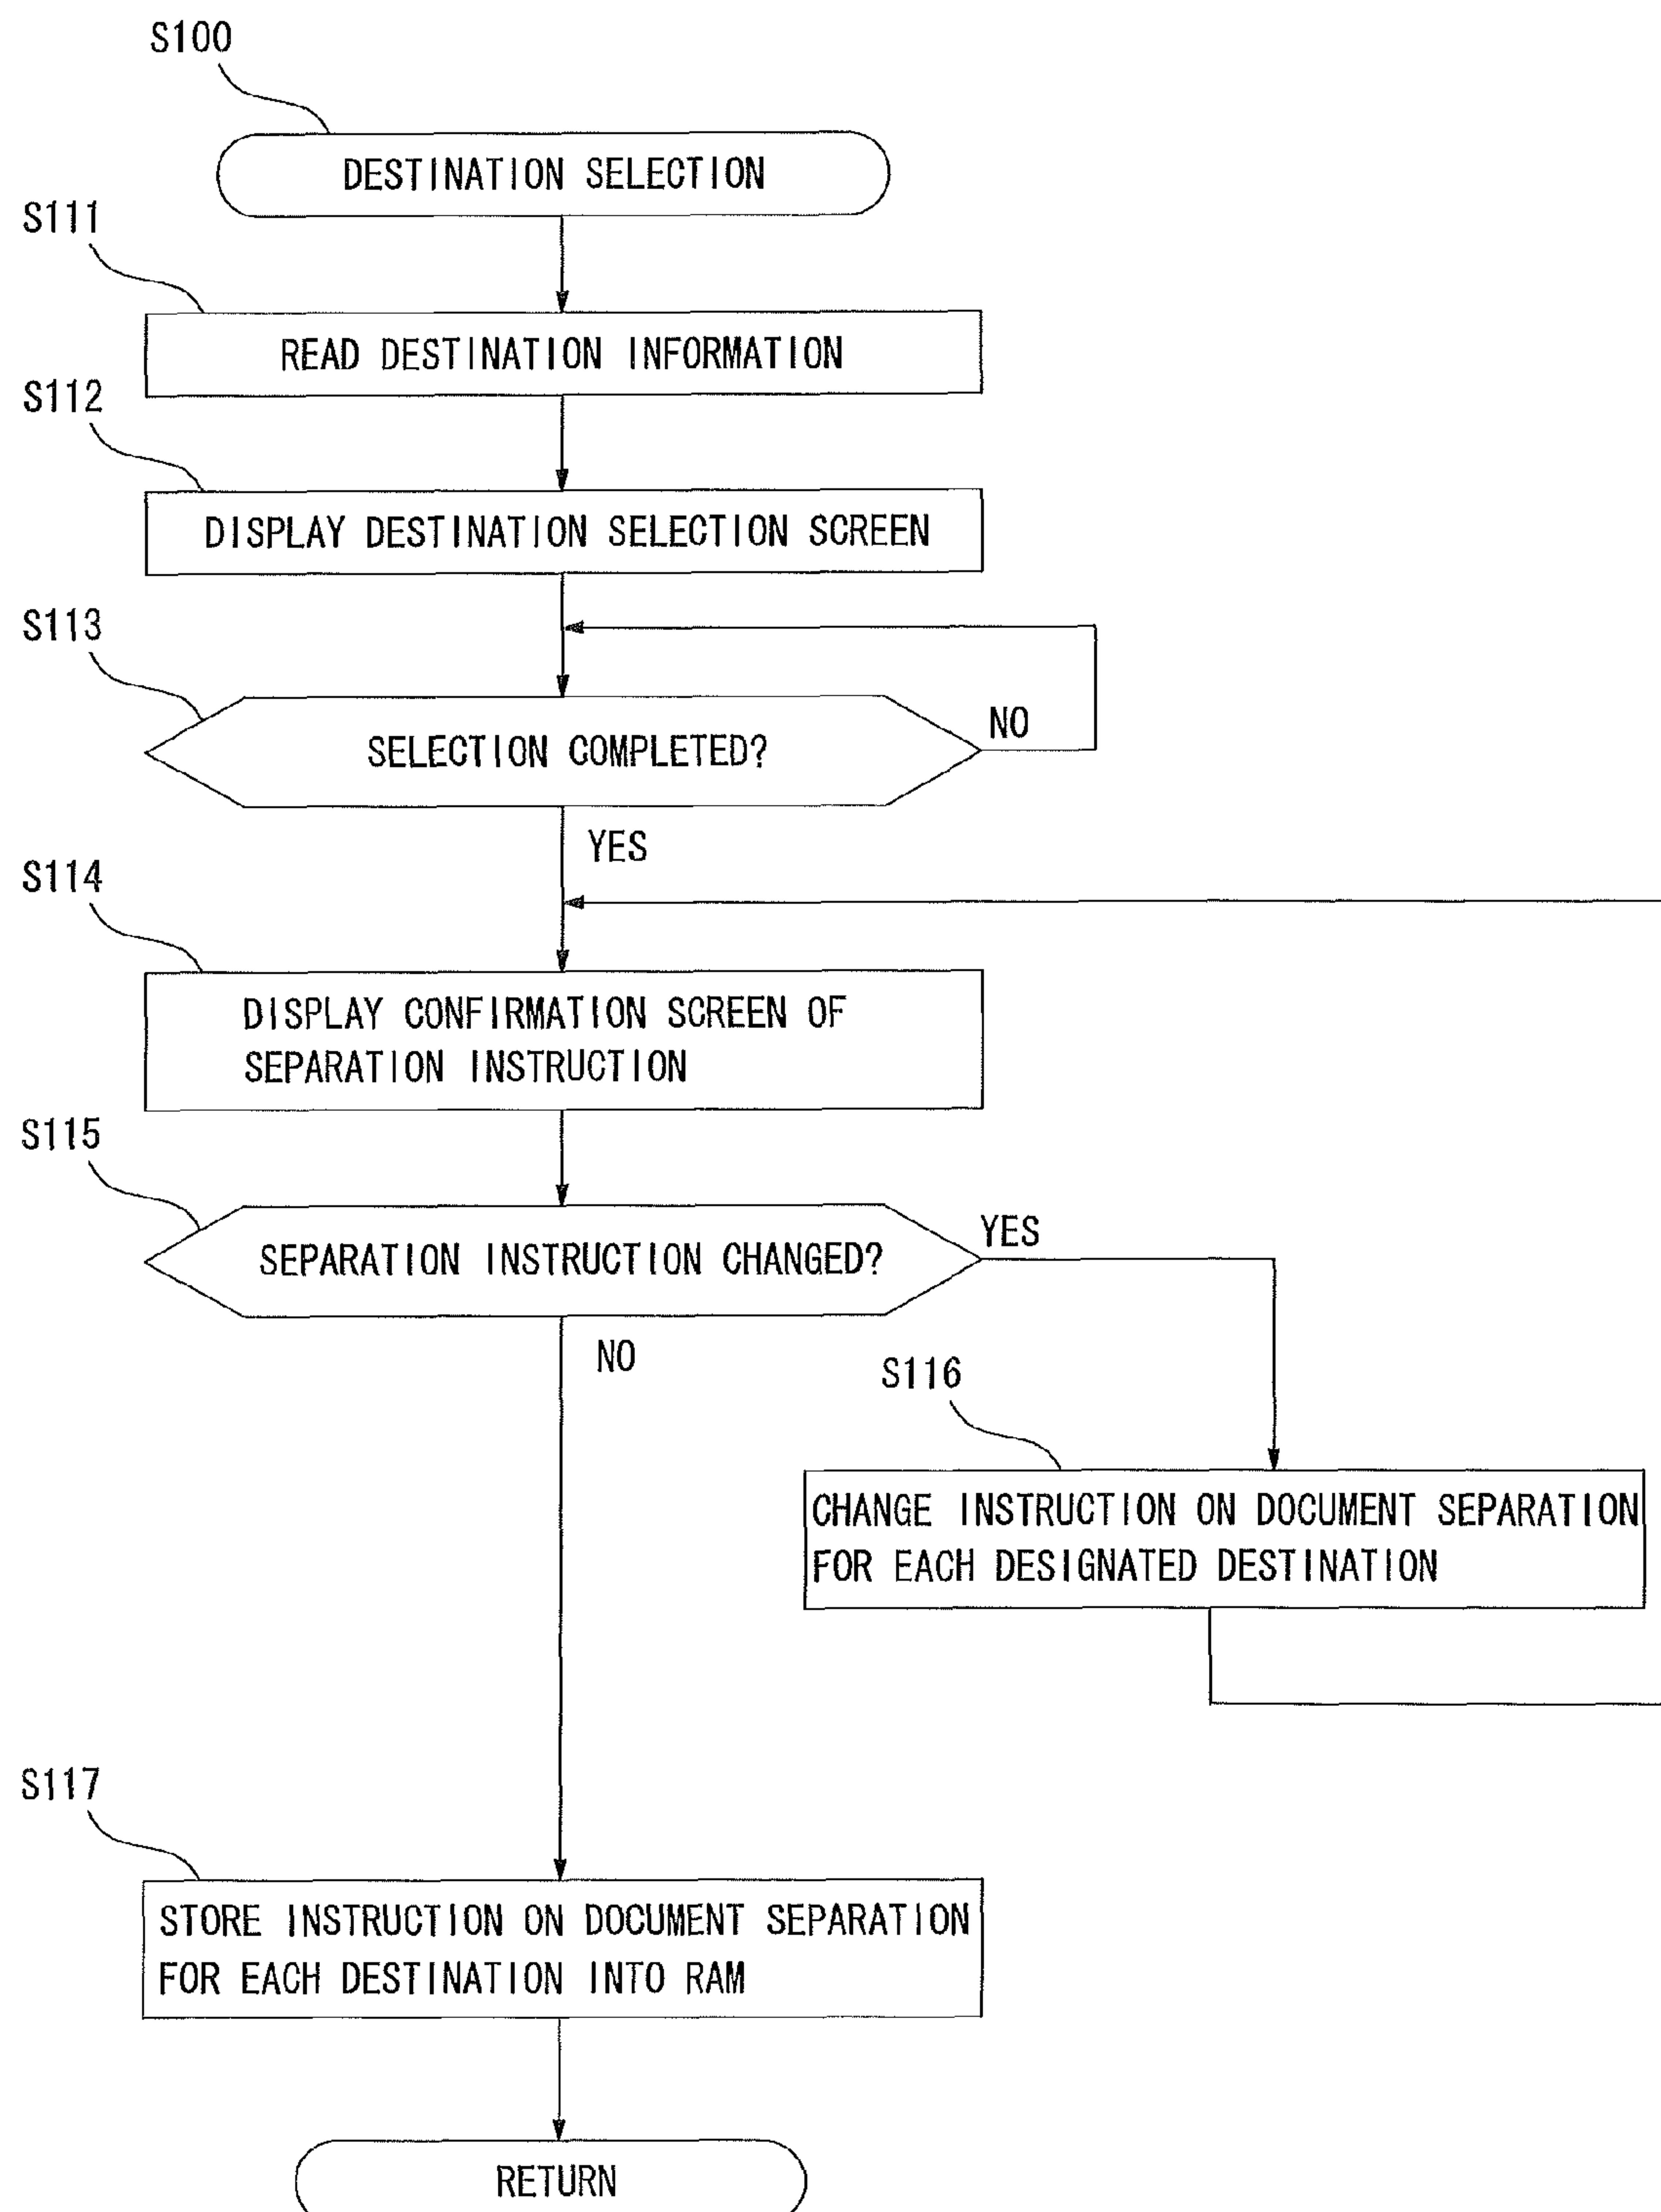 S100
DESTINATION SELECTION
S111
READ DESTINATION INFORMATION
S112
DISPLAY DESTINATION SELECTION SCREEN
S113
SELECTION COMPLETED?
NO
YES
S114
DISPLAY CONFIRMATION SCREEN OF
SEPARATION INSTRUCTION
S115
SEPARATION INSTRUCTION CHANGED?
YES
NO
S116
CHANGE INSTRUCTION ON DOCUMENT SEPARATION
FOR EACH DESIGNATED DESTINATION
S117
STORE INSTRUCTION ON DOCUMENT SEPARATION
FOR EACH DESTINATION INTO RAM
RETURN